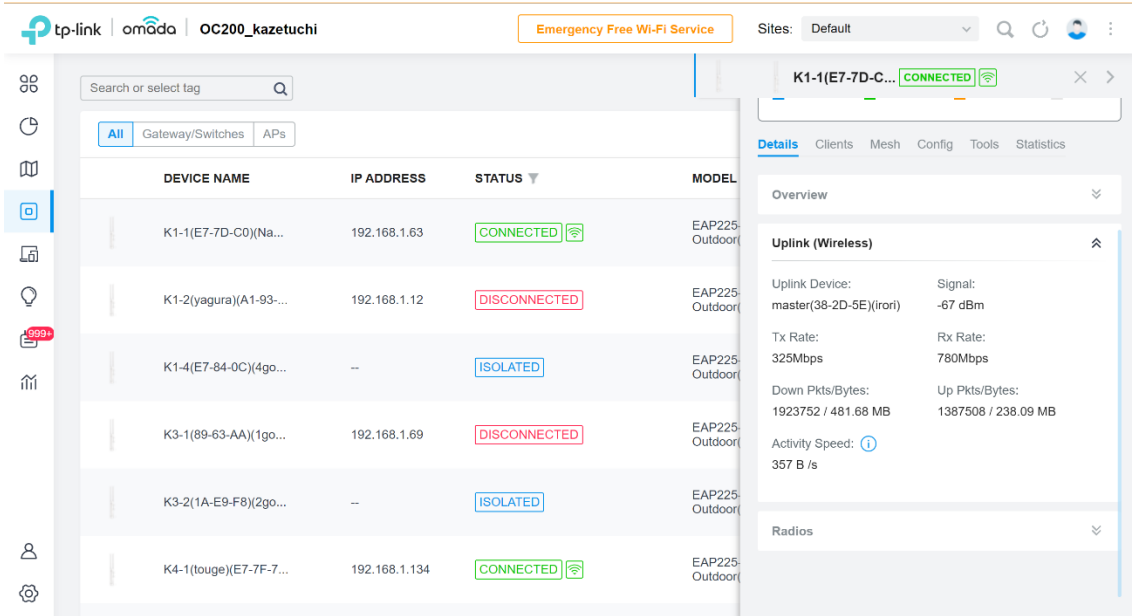 tp-link omada OC200_kazetuchi Emergency Free Wi-Fi Service Sites: Default
Search or select tag
All Gateway/Switches APs
DEVICE NAME IP ADDRESS STATUS MODEL
K1-1(E7-7D-C0)(Na... 192.168.1.63 CONNECTED EAP225-
Outdoor(
K1-2(yagura)(A1-93-... 192.168.1.12 DISCONNECTED EAP225-
Outdoor(
K1-4(E7-84-0C)(4go... -- ISOLATED EAP225-
Outdoor(
K3-1(89-63-AA)(1go... 192.168.1.69 DISCONNECTED EAP225-
Outdoor(
K3-2(1A-E9-F8)(2go... -- ISOLATED EAP225-
Outdoor(
K4-1(touge)(E7-7F-7... 192.168.1.134 CONNECTED EAP225-
Outdoor(
999+
K1-1(E7-7D-C... CONNECTED
Details Clients Mesh Config Tools Statistics
Overview
Uplink (Wireless)
Uplink Device: Signal:
master(38-2D-5E)(irori) -67 dBm
Tx Rate: Rx Rate:
325Mbps 780Mbps
Down Pkts/Bytes: Up Pkts/Bytes:
1923752 / 481.68 MB 1387508 / 238.09 MB
Activity Speed:
357 B /s
Radios